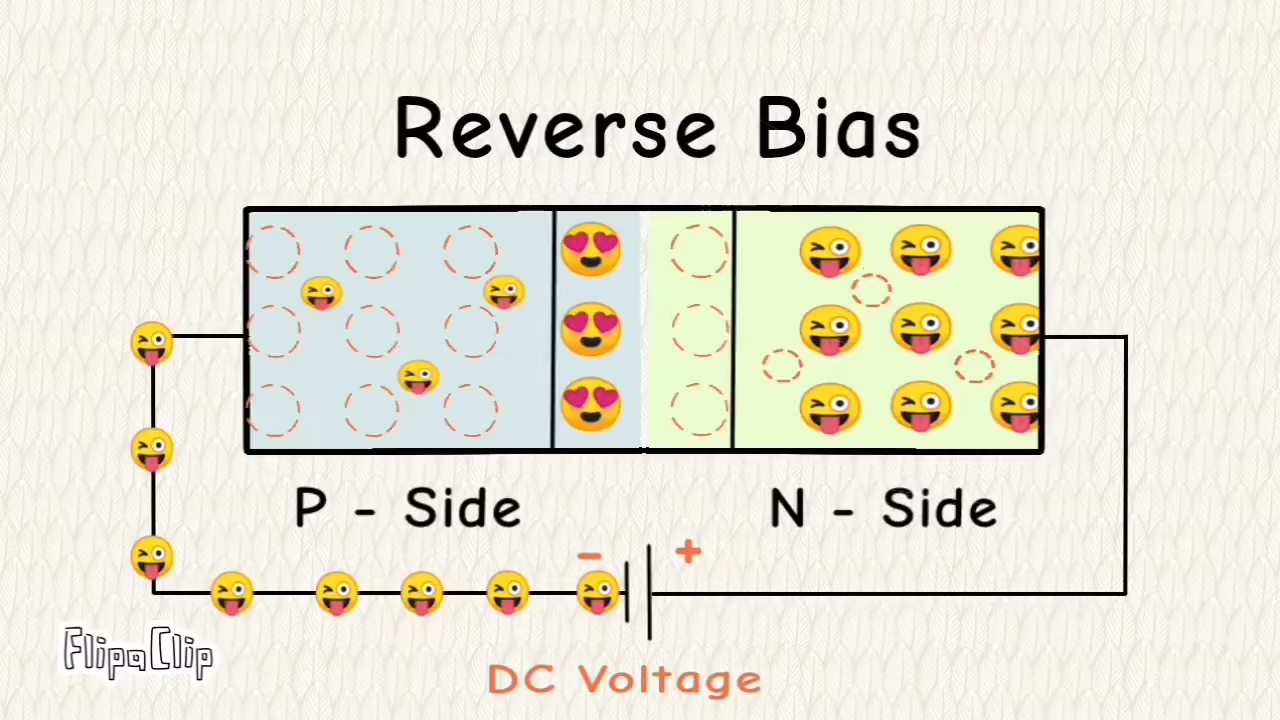 Reverse Bias
P - Side
N - Side
- +
DC Voltage
FlipaClip